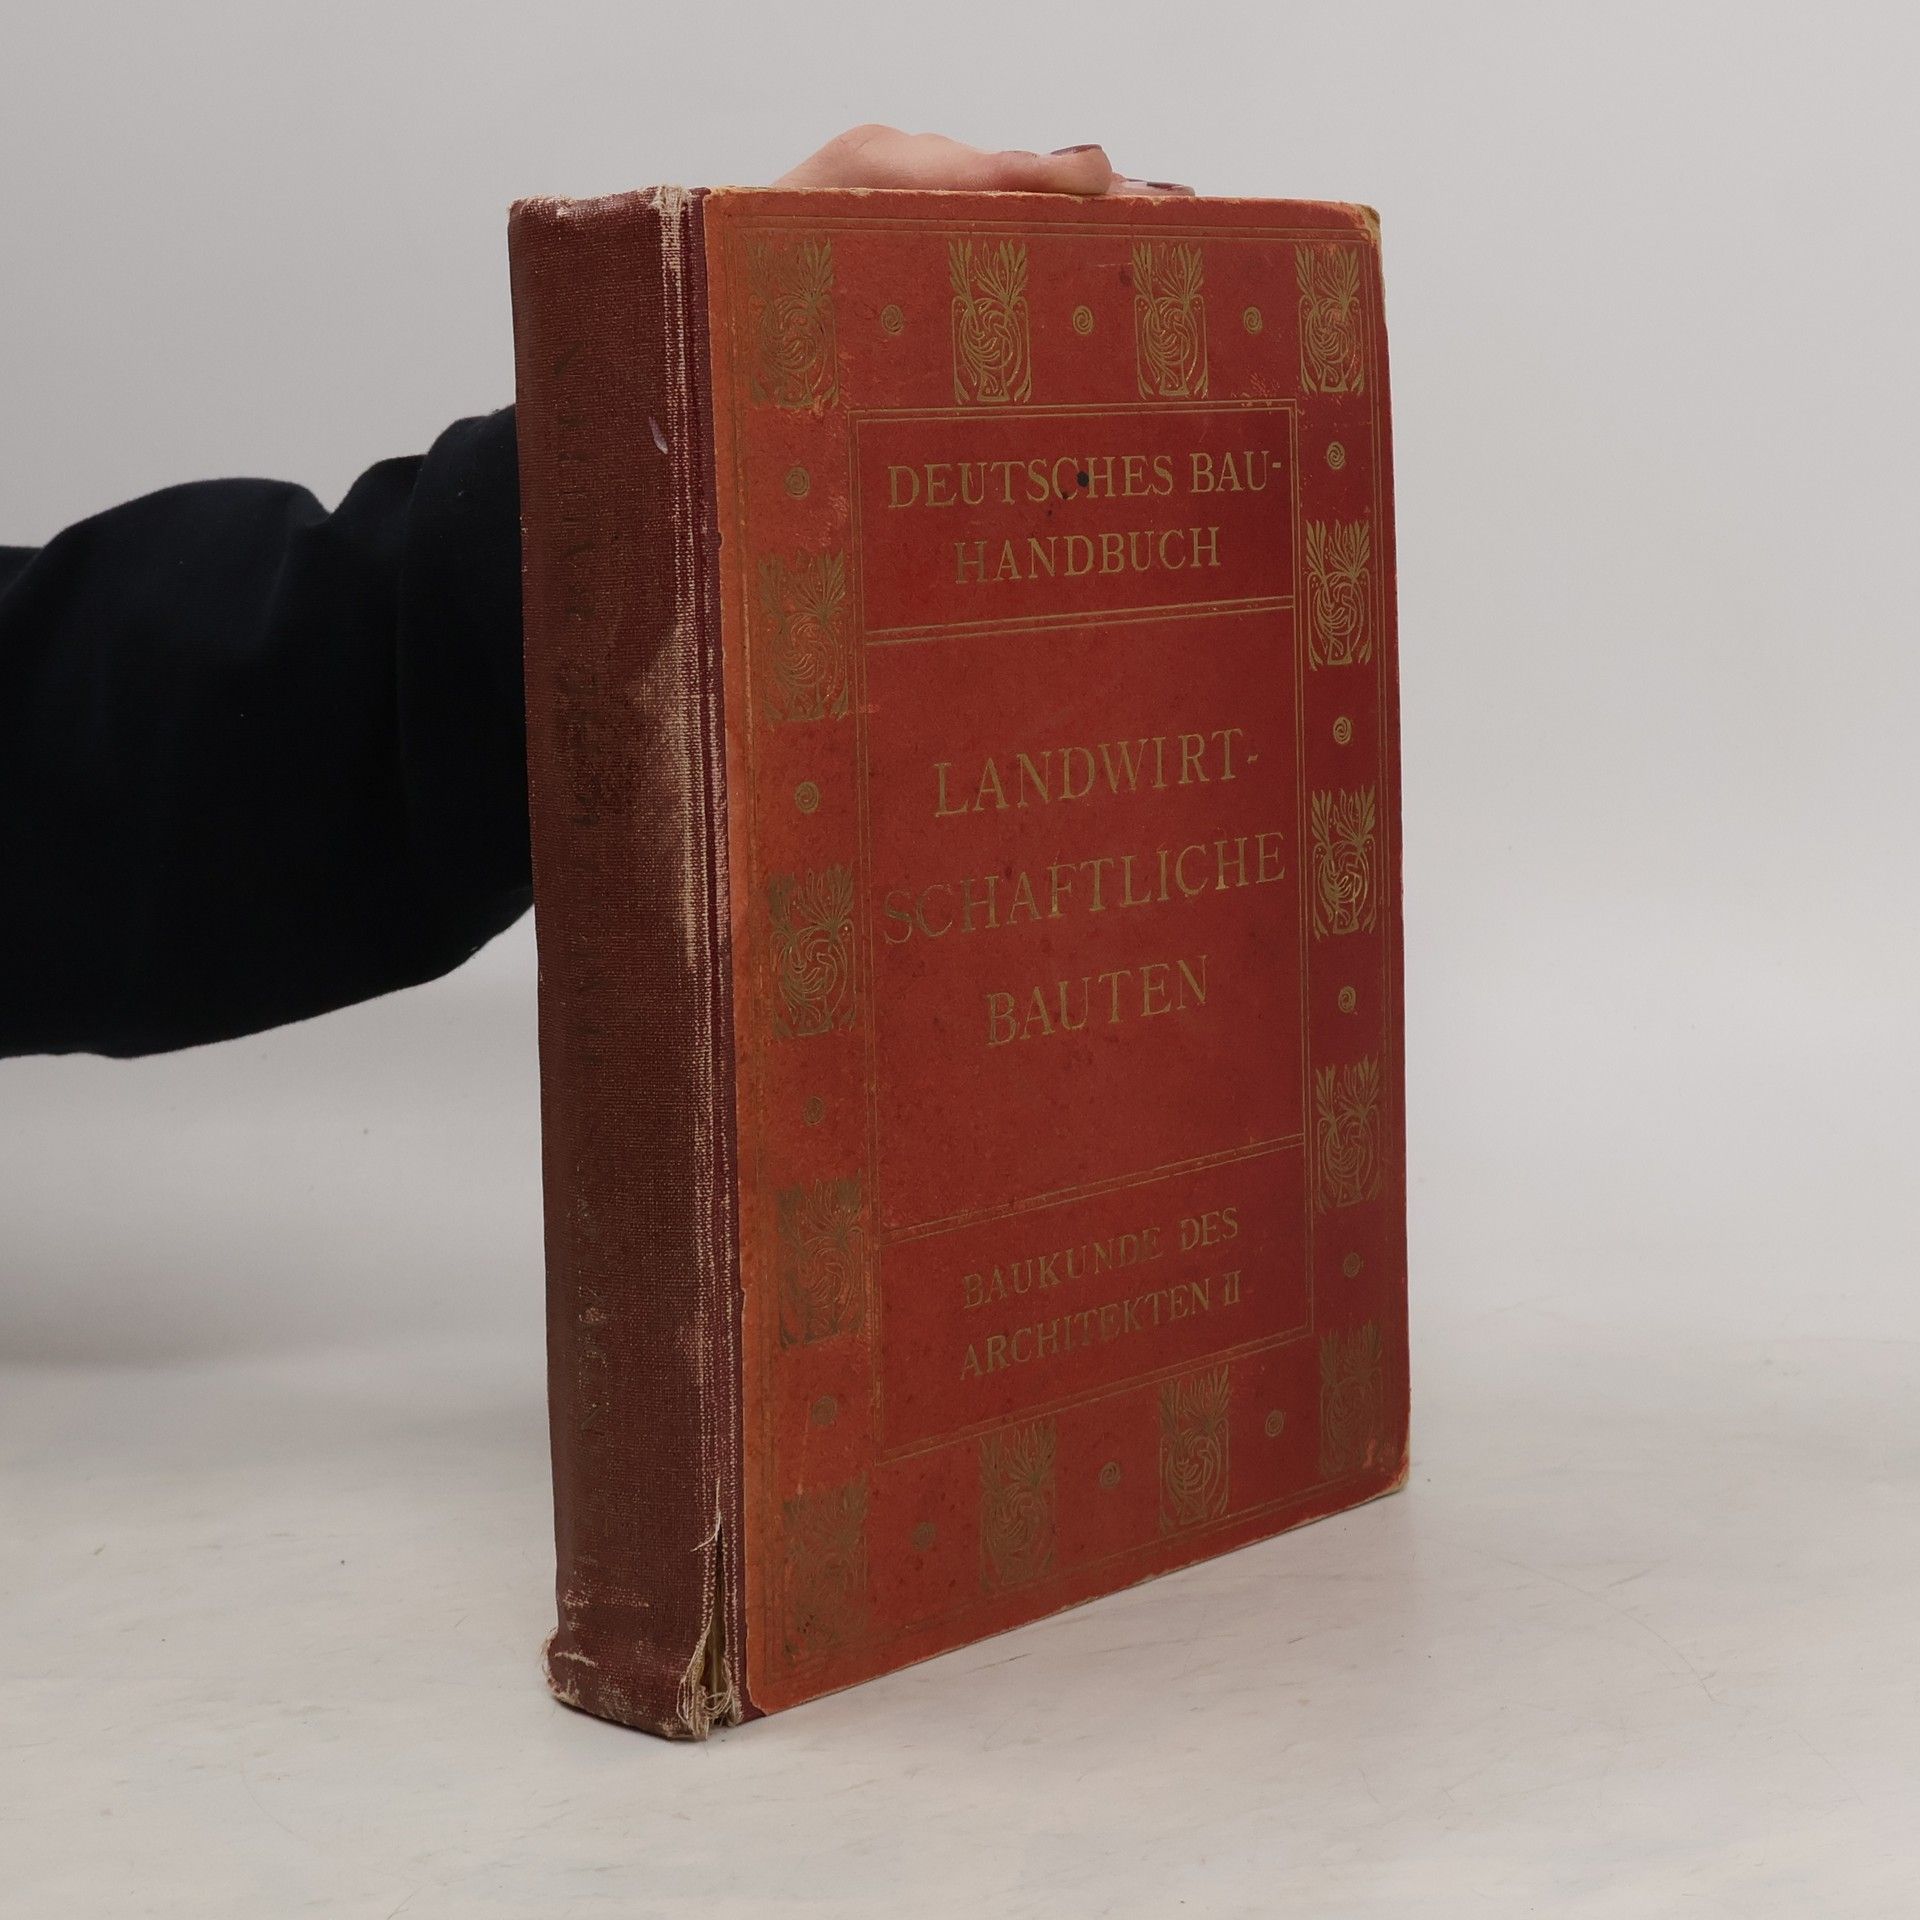 DEUTSCHES BAU-
HANDBUCH
LANDWIRT-
SCHAFTLICHE
BAUTEN
BAUKUNDE DES
ARCHITEKTEN II